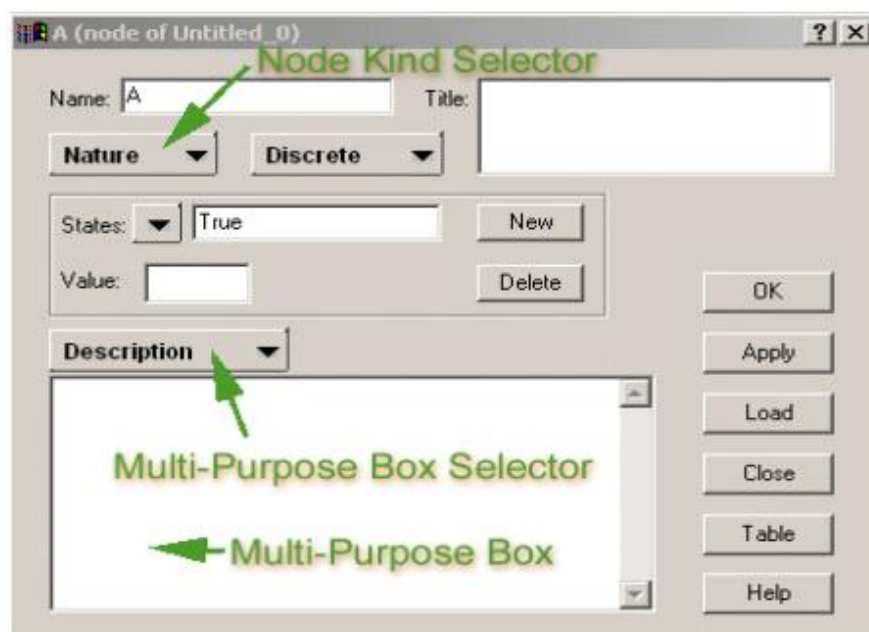 A (node of Untitled_0)
Node Kind Selector
Name: A
Title:
Nature
Discrete
States: True
New
Value:
Delete
OK
Description
Apply
Load
Multi-Purpose Box Selector
Close
Multi-Purpose Box
Table
Help